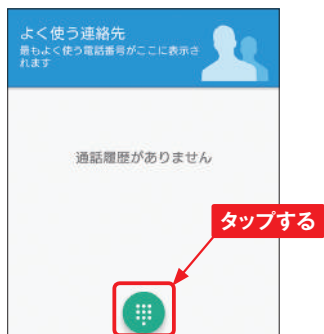 よく使う連絡先
最もよく使う電話番号がここに表示さ
れます
通話履歴がありません
タップする